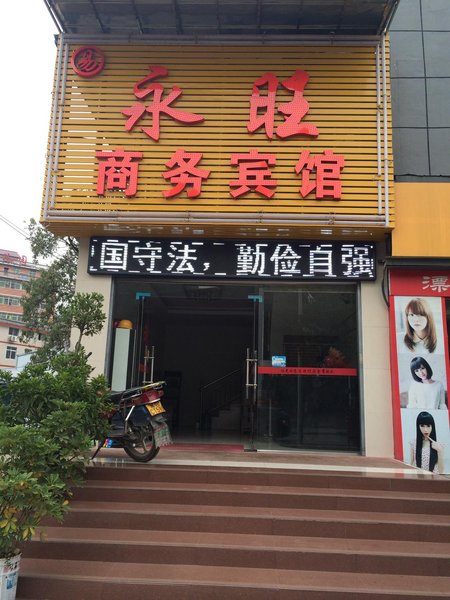 永旺
商务宾馆
国守法，勤俭自强
漂